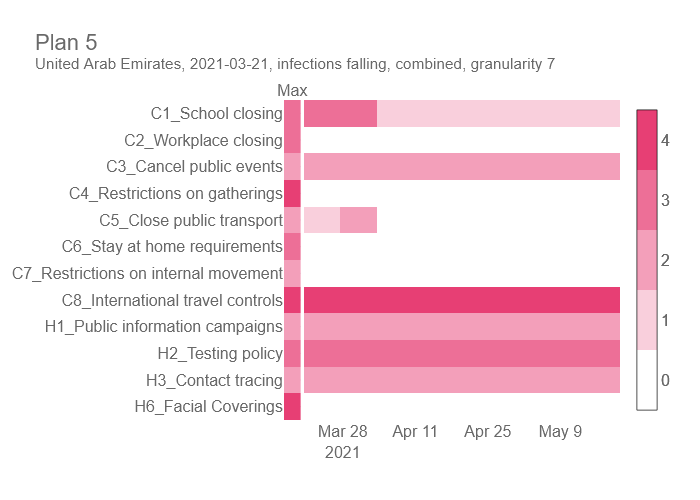 Plan 5
United Arab Emirates, 2021-03-21, infections falling, combined, granularity 7
Max
C1_School closing
C2_Workplace closing
C3_Cancel public events
C4_Restrictions on gatherings
C5_Close public transport
C6_Stay at home requirements
C7_Restrictions on internal movement
C8_International travel controls
H1_Public information campaigns
H2_Testing policy
H3_Contact tracing
H6_Facial Coverings
Mar 28 Apr 11 Apr 25 May 9
2021
4
3
2
1
0